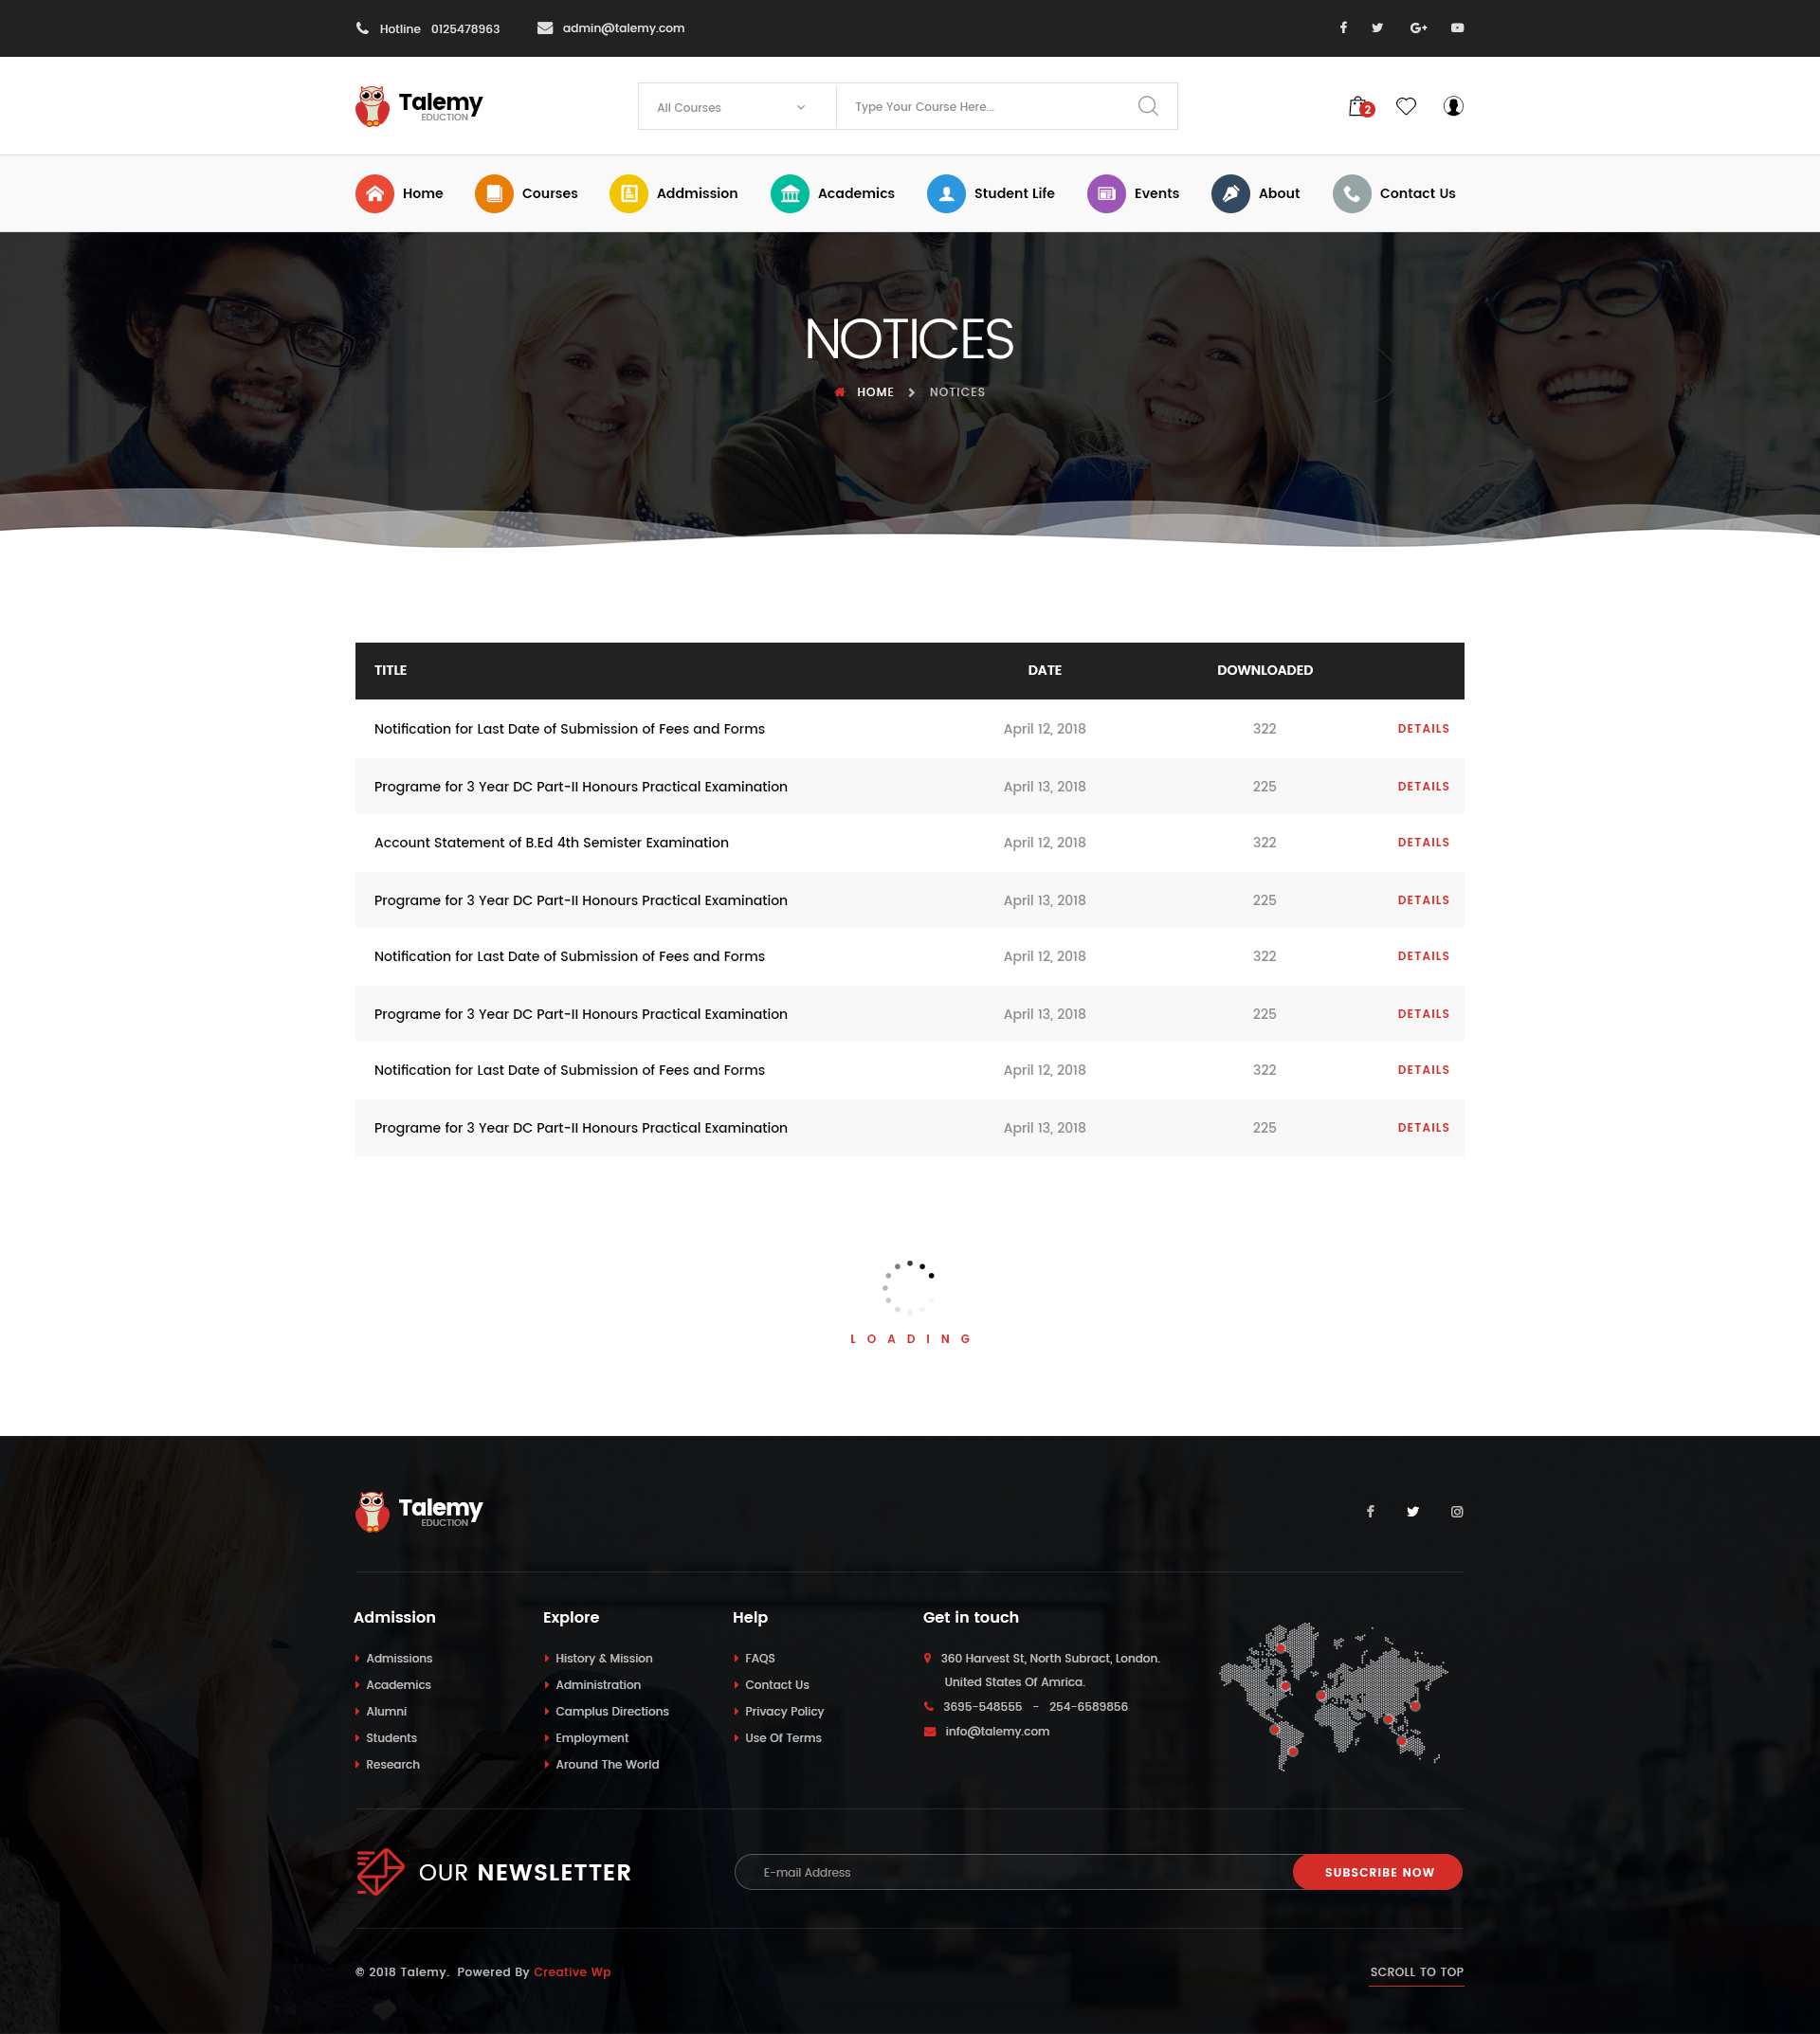 Hotline 0125478963 admin@talemy.com
Talemy
EDUCTION
All Courses Type Your Course Here...
2
Home Courses Addmission Academics Student Life Events About Contact Us
NOTICES
HOME NOTICES
TITLE DATE DOWNLOADED
Notification for Last Date of Submission of Fees and Forms April 12, 2018 322 DETAILS
Programe for 3 Year DC Part-II Honours Practical Examination April 13, 2018 225 DETAILS
Account Statement of B.Ed 4th Semister Examination April 12, 2018 322 DETAILS
Programe for 3 Year DC Part-II Honours Practical Examination April 13, 2018 225 DETAILS
Notification for Last Date of Submission of Fees and Forms April 12, 2018 322 DETAILS
Programe for 3 Year DC Part-II Honours Practical Examination April 13, 2018 225 DETAILS
Notification for Last Date of Submission of Fees and Forms April 12, 2018 322 DETAILS
Programe for 3 Year DC Part-II Honours Practical Examination April 13, 2018 225 DETAILS
LOADING
Talemy
EDUCTION
Admission
Admissions
Academics
Alumni
Students
Research
Explore
History & Mission
Administration
Camplus Directions
Employment
Around The World
Help
FAQS
Contact Us
Privacy Policy
Use Of Terms
Get in touch
360 Harvest St, North Subract, London.
United States Of Amrica.
3695-548555 - 254-6589856
info@talemy.com
OUR NEWSLETTER
E-mail Address
SUBSCRIBE NOW
© 2018 Talemy. Powered By Creative Wp
SCROLL TO TOP